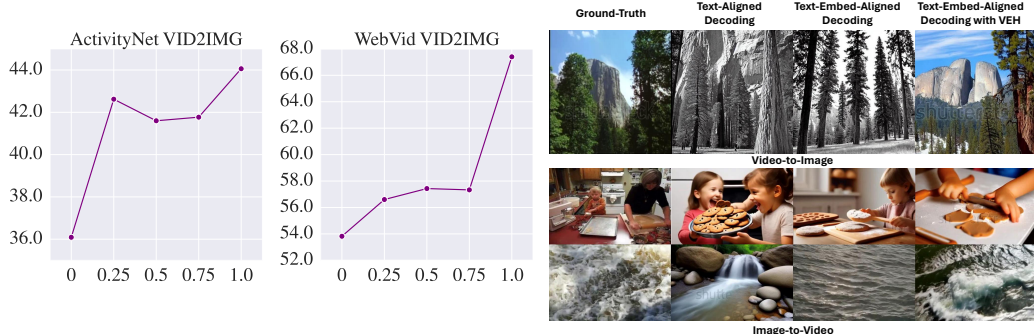 ActivityNet VID2IMG
44.0
42.0
40.0
38.0
36.0
0 0.25 0.5 0.75 1.0
WebVid VID2IMG
68.0
66.0
64.0
62.0
60.0
58.0
56.0
54.0
52.0
0 0.25 0.5 0.75 1.0
Ground-Truth
Text-Aligned
Decoding
Text-Embed-Aligned
Decoding
Text-Embed-Aligned
Decoding with VEH
Video-to-Image
Image-to-Video